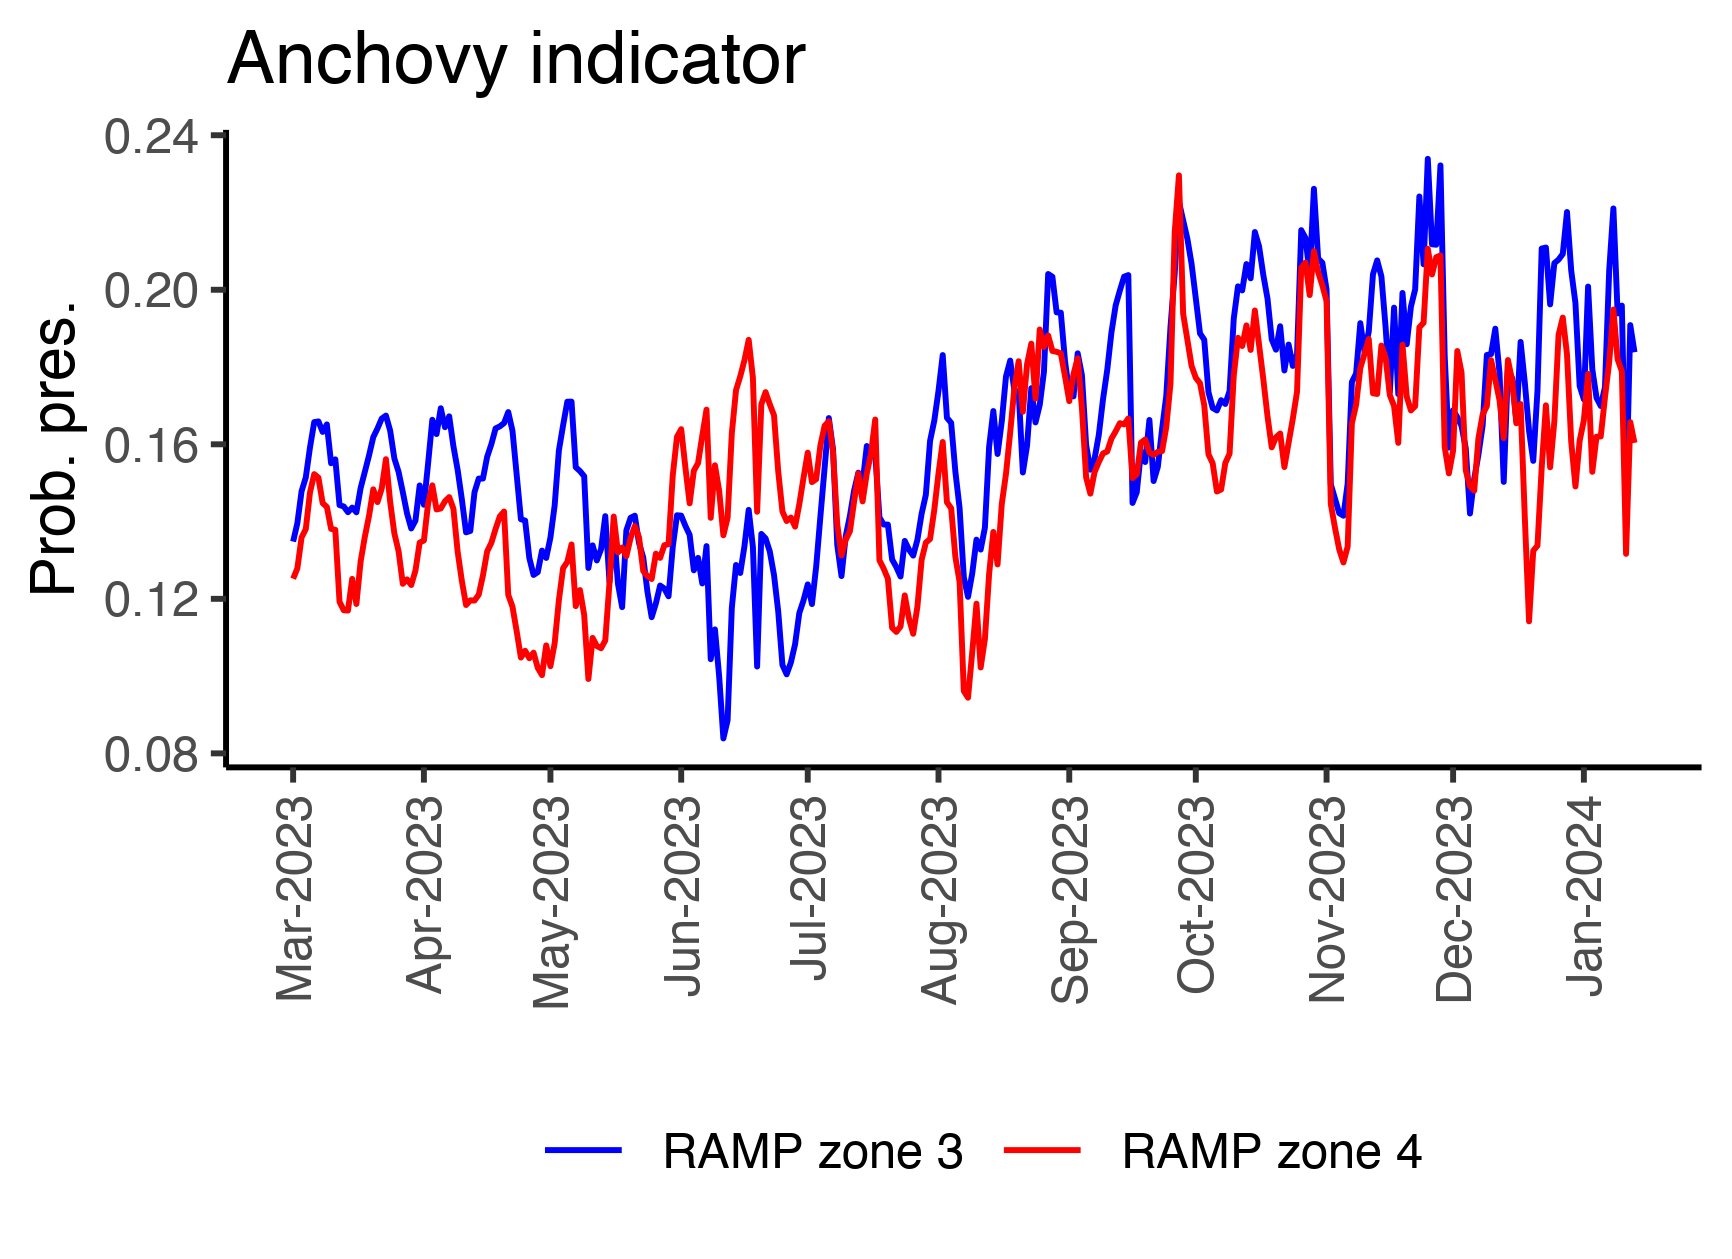 Anchovy indicator
Prob. pres.
0.24
0.20
0.16
0.12
0.08
Mar-2023
Apr-2023
May-2023
Jun-2023
Jul-2023
Aug-2023
Sep-2023
Oct-2023
Nov-2023
Dec-2023
Jan-2024
RAMP zone 3
RAMP zone 4